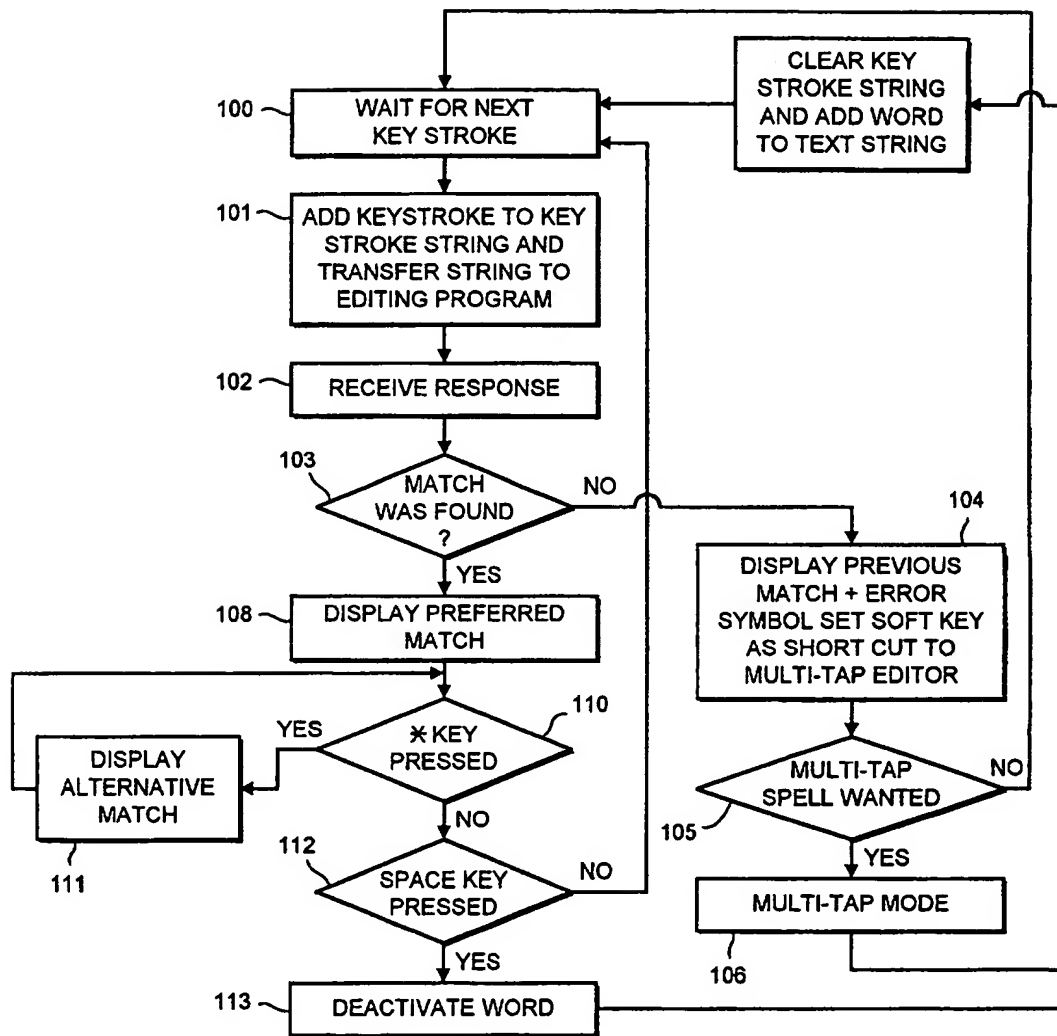 CLEAR KEY
STROKE STRING
AND ADD WORD
TO TEXT STRING
100
WAIT FOR NEXT
KEY STROKE
101
ADD KEYSTROKE TO KEY
STROKE STRING AND
TRANSFER STRING TO
EDITING PROGRAM
102
RECEIVE RESPONSE
103
MATCH
WAS FOUND
?
NO
YES
104
DISPLAY PREVIOUS
MATCH + ERROR
SYMBOL SET SOFT KEY
AS SHORT CUT TO
MULTI-TAP EDITOR
108
DISPLAY PREFERRED
MATCH
110
* KEY
PRESSED
YES
NO
DISPLAY
ALTERNATIVE
MATCH
111
MULTI-TAP
SPELL WANTED
NO
105
YES
112
SPACE KEY
PRESSED
NO
YES
MULTI-TAP MODE
106
113
DEACTIVATE WORD